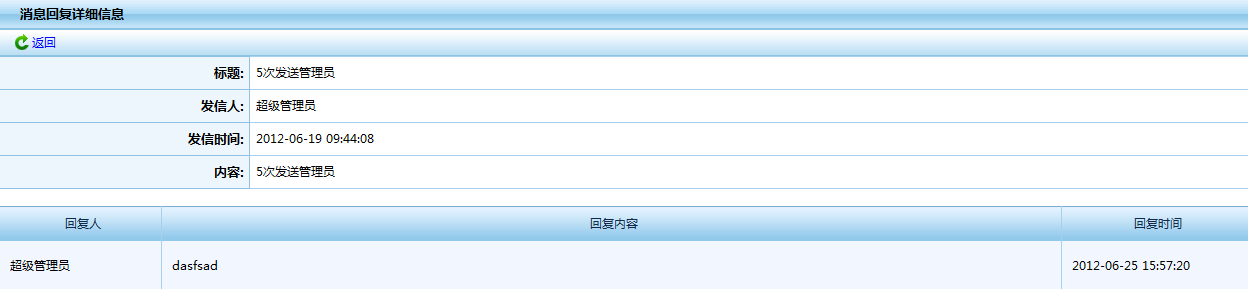 消息回复详细信息
返回
标题: 5次发送管理员
发信人: 超级管理员
发信时间: 2012-06-19 09:44:08
内容: 5次发送管理员
回复人 回复内容 回复时间
超级管理员 dasfsad 2012-06-25 15:57:20